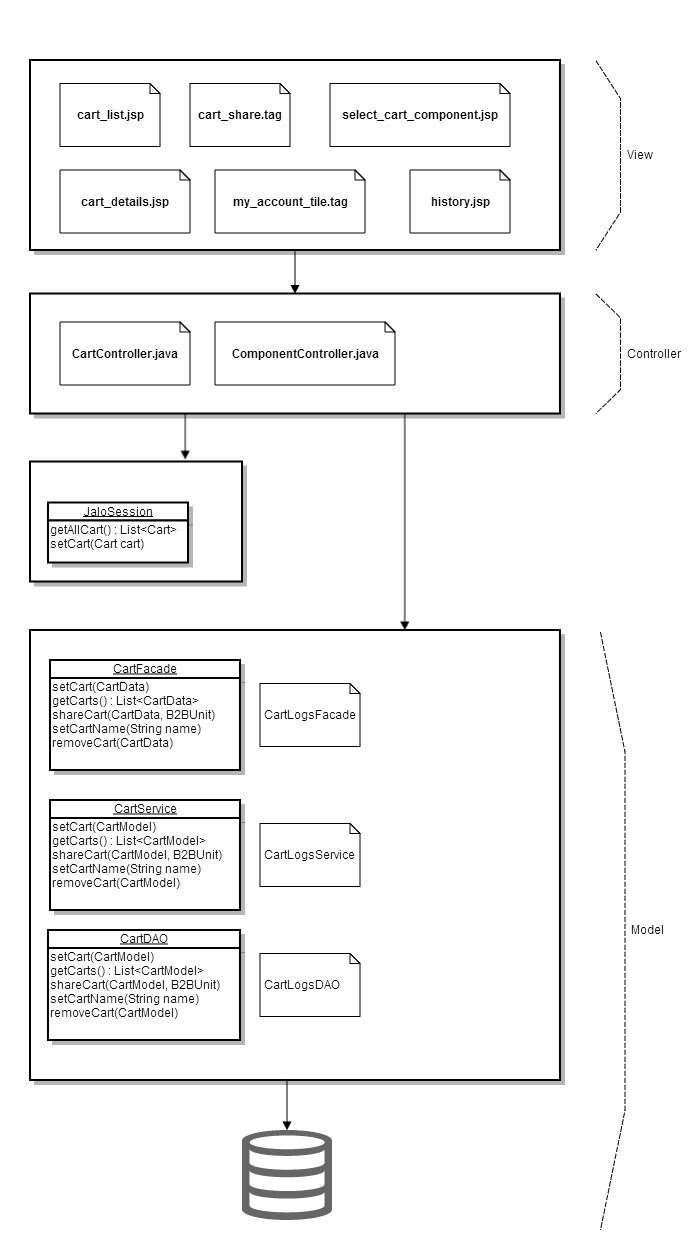 cart_list.jsp
cart_share.tag
select_cart_component.jsp
View
cart_details.jsp
my_account_tile.tag
history.jsp
CartController.java
ComponentController.java
Controller
JaloSession
getAllCart() : List<Cart>
setCart(Cart cart)
CartFacade
setCart(CartData)
getCarts() : List<CartData>
shareCart(CartData, B2BUnit)
setCartName(String name)
removeCart(CartData)
CartLogsFacade
CartService
setCart(CartModel)
getCarts() : List<CartModel>
shareCart(CartModel, B2BUnit)
setCartName(String name)
removeCart(CartModel)
CartLogsService
CartDAO
setCart(CartModel)
getCarts() : List<CartModel>
shareCart(CartModel, B2BUnit)
setCartName(String name)
removeCart(CartModel)
CartLogsDAO
Model